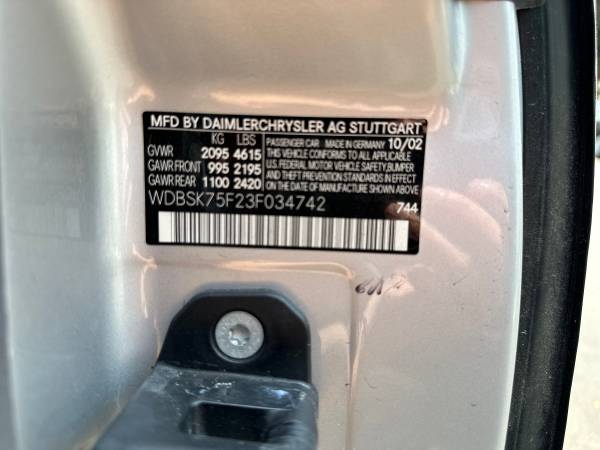 MFD BY DAIMLERCHRYSLER AG STUTTGART
KG LBS
GVWR 2095 4615
GAWR FRONT 995 2195
GAWR REAR 1100 2420
PASSENGER CAR MADE IN GERMANY 10/02
THIS VEHICLE CONFORMS TO ALL APPLICABLE
U.S. FEDERAL MOTOR VEHICLE SAFETY, BUMPER,
AND THEFT PREVENTION STANDARDS IN EFFECT
ON THE DATE OF MANUFACTURE SHOWN ABOVE.
WDBSK75F23F034742 744